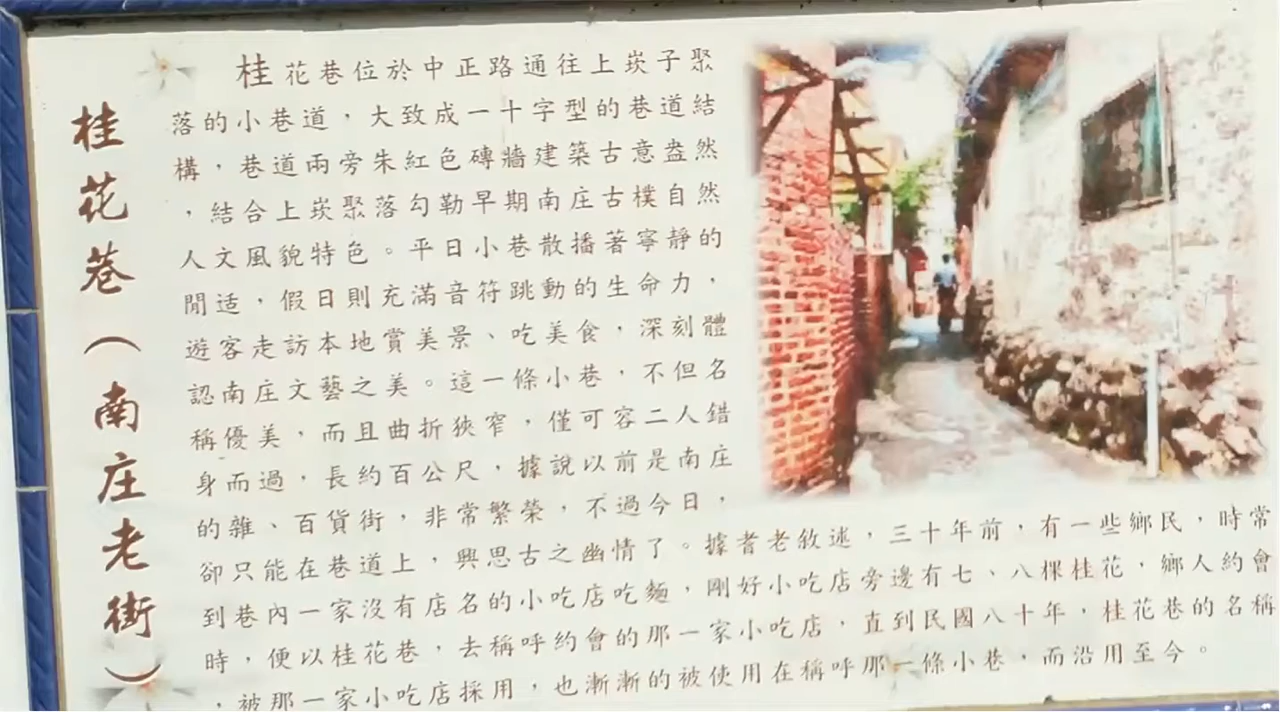 桂花巷（南庄老街）
桂花巷位於中正路通往上崁子聚
落的小巷道，大致成一十字型的巷道結
構，巷道兩旁朱紅色磚牆建築古意盎然
，結合上崁聚落勾勒早期南庄古樸自然
人文風貌特色。平日小巷散播著寧靜的
閒适，假日則充滿音符跳動的生命力，
遊客走訪本地賞美景、吃美食，深刻體
認南庄文藝之美。這一條小巷，不但名
稱優美，而且曲折狹窄，僅可容二人錯
身而過，長約百公尺，據說以前是南庄
的雜、百貨街，非常繁榮，不過今日，
卻只能在巷道上，興思古之幽情了。據耆老敘述，三十年前，有一些鄉民，時常
到巷內一家沒有店名的小吃店吃麵，剛好小吃店旁邊有七、八棵桂花，鄉人約會
時，便以桂花巷，去稱呼約會的那一家小吃店，直到民國八十年，桂花巷的名稱
，被那一家小吃店採用，也漸漸的被使用在稱呼那一條小巷，而沿用至今。